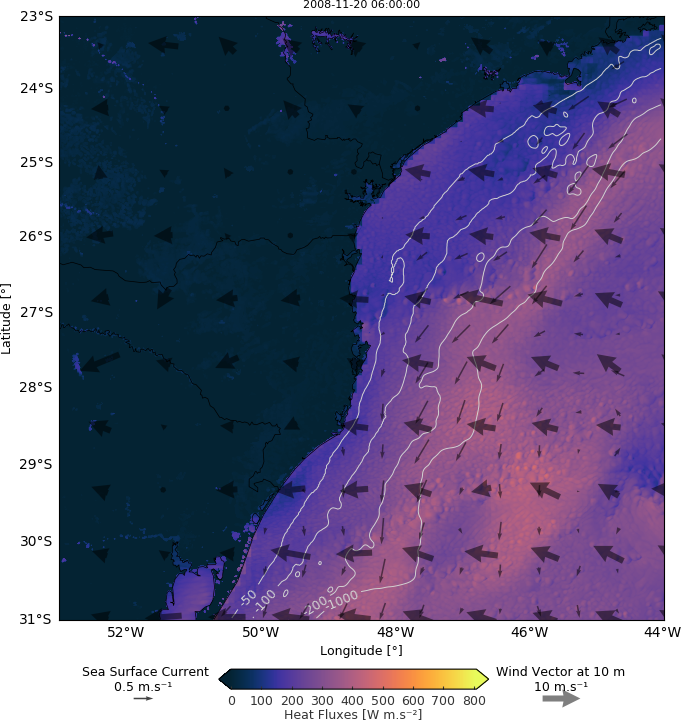 2008-11-20 06:00:00
23°S
24°S
25°S
26°S
27°S
28°S
29°S
30°S
31°S
Latitude [°]
-50
-100
-200
-1000
52°W
50°W
48°W
46°W
44°W
Longitude [°]
Sea Surface Current
0.5 m.s⁻¹
Wind Vector at 10 m
10 m.s⁻¹
0 100 200 300 400 500 600 700 800
Heat Fluxes [W m.s⁻²]